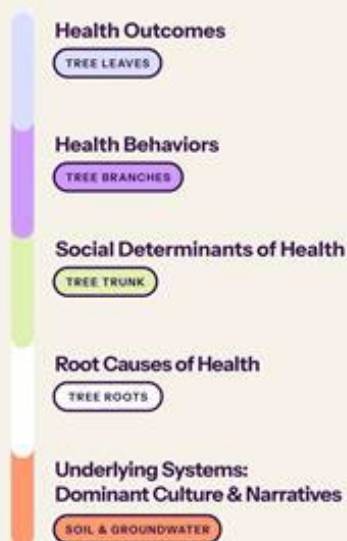 Health Outcomes
TREE LEAVES
Health Behaviors
TREE BRANCHES
Social Determinants of Health
TREE TRUNK
Root Causes of Health
TREE ROOTS
Underlying Systems:
Dominant Culture & Narratives
SOIL & GROUNDWATER